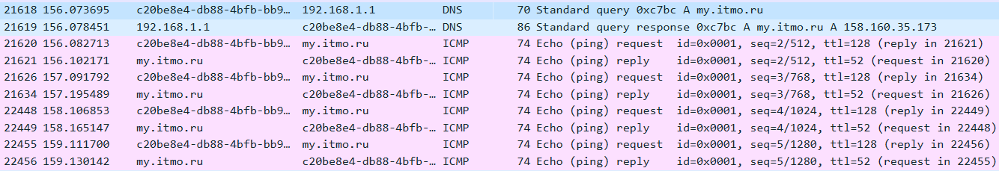 21618 156.073695 c20be8e4-db88-4bfb-bb9… 192.168.1.1 DNS 70 Standard query 0xc7bc A my.itmo.ru
21619 156.078451 192.168.1.1 c20be8e4-db88-4bfb-… DNS 86 Standard query response 0xc7bc A my.itmo.ru A 158.160.35.173
21620 156.082713 c20be8e4-db88-4bfb-bb9… my.itmo.ru ICMP 74 Echo (ping) request id=0x0001, seq=2/512, ttl=128 (reply in 21621)
21621 156.102171 my.itmo.ru c20be8e4-db88-4bfb-… ICMP 74 Echo (ping) reply id=0x0001, seq=2/512, ttl=52 (request in 21620)
21626 157.091792 c20be8e4-db88-4bfb-bb9… my.itmo.ru ICMP 74 Echo (ping) request id=0x0001, seq=3/768, ttl=128 (reply in 21634)
21634 157.195489 my.itmo.ru c20be8e4-db88-4bfb-… ICMP 74 Echo (ping) reply id=0x0001, seq=3/768, ttl=52 (request in 21626)
22448 158.106853 c20be8e4-db88-4bfb-bb9… my.itmo.ru ICMP 74 Echo (ping) request id=0x0001, seq=4/1024, ttl=128 (reply in 22449)
22449 158.165147 my.itmo.ru c20be8e4-db88-4bfb-… ICMP 74 Echo (ping) reply id=0x0001, seq=4/1024, ttl=52 (request in 22448)
22455 159.111700 c20be8e4-db88-4bfb-bb9… my.itmo.ru ICMP 74 Echo (ping) request id=0x0001, seq=5/1280, ttl=128 (reply in 22456)
22456 159.130142 my.itmo.ru c20be8e4-db88-4bfb-… ICMP 74 Echo (ping) reply id=0x0001, seq=5/1280, ttl=52 (request in 22455)